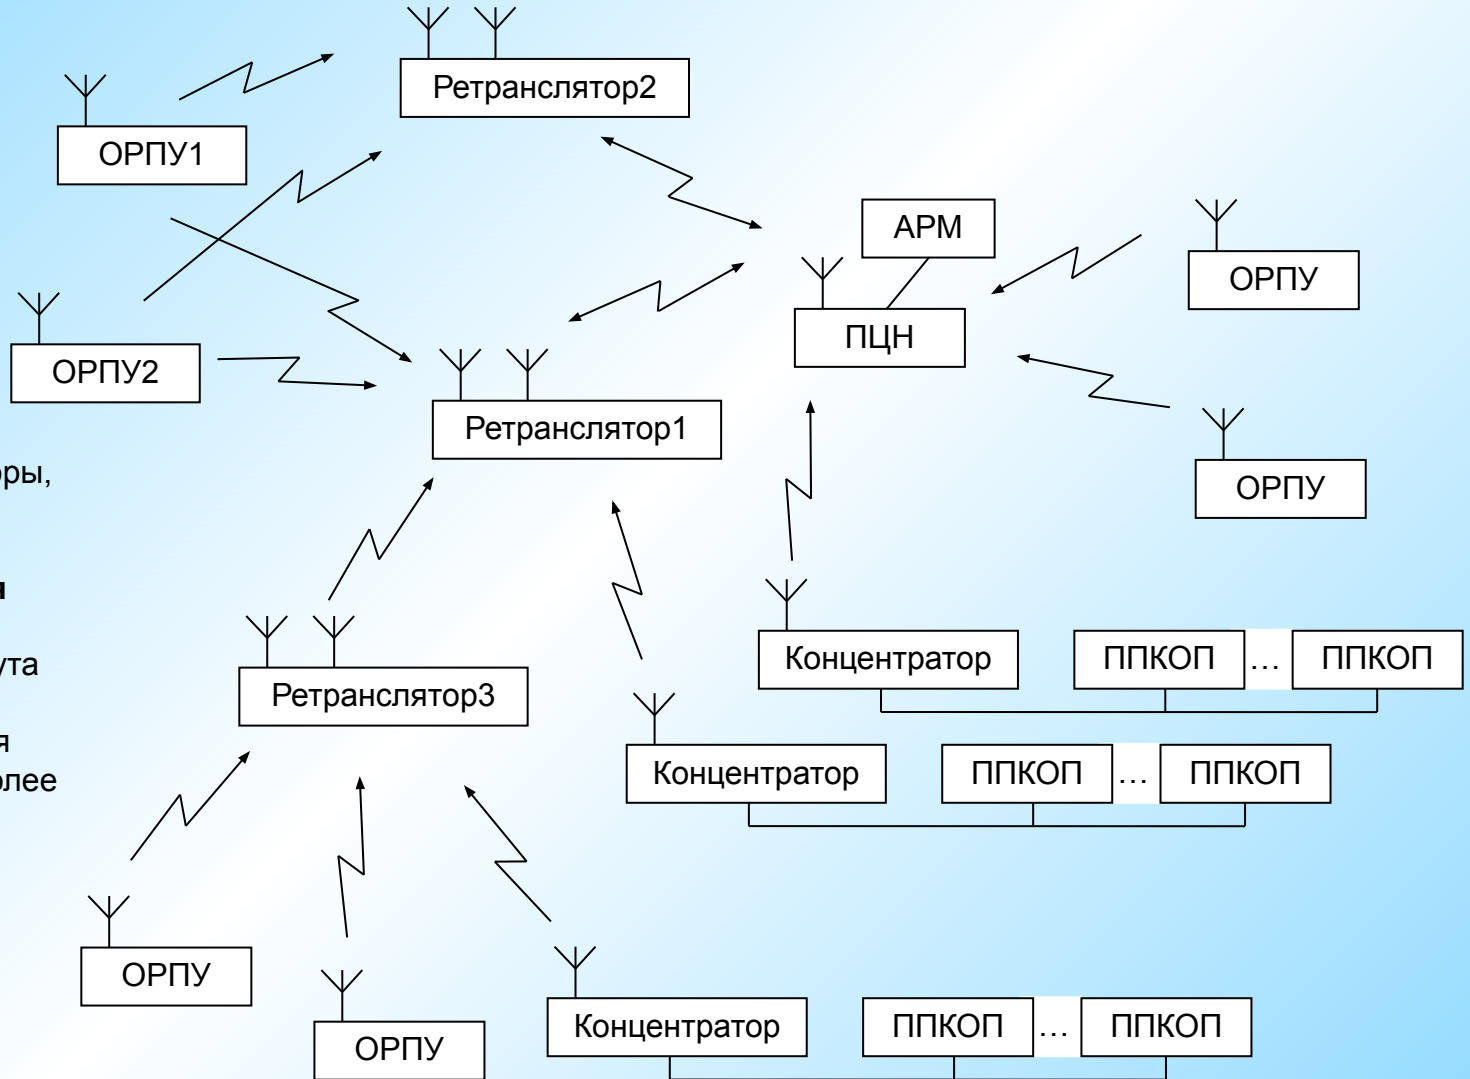 Ретранслятор2
ОРПУ1
АРМ
ОРПУ
ПЦН
ОРПУ2
Ретранслятор1
ОРПУ
Ретранслятор3
Концентратор
ППКОП … ППКОП
Концентратор
ППКОП … ППКОП
ОРПУ
ОРПУ
Концентратор
ППКОП … ППКОП